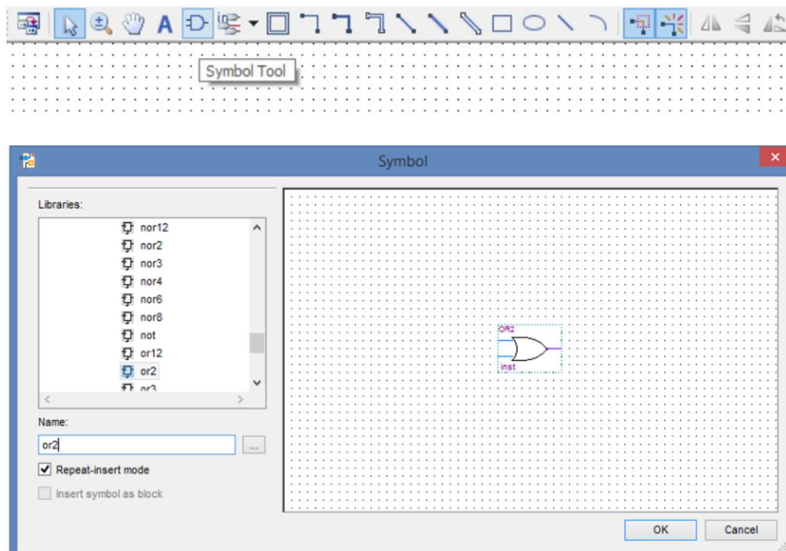 A
Symbol Tool
Symbol
Libraries:
nor12
nor2
nor3
nor4
nor6
nor8
not
or12
or2
or3
Name:
or2
...
Repeat-insert mode
Insert symbol as block
OR2
inst
OK
Cancel